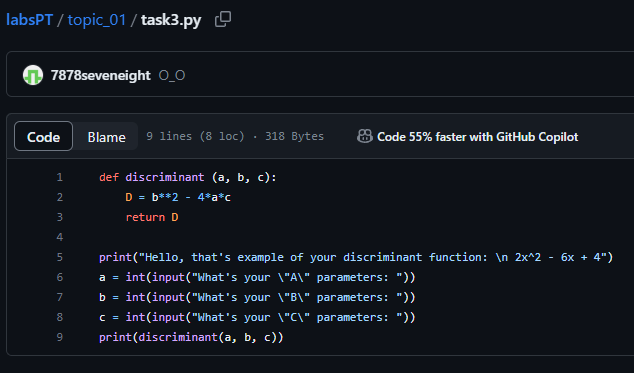 labsPT / topic_01 / task3.py
7878seveneight O_O
Code Blame 9 lines (8 loc) · 318 Bytes Code 55% faster with GitHub Copilot
1 def discriminant (a, b, c):
2     D = b**2 - 4*a*c
3     return D
4
5 print("Hello, that's example of your discriminant function: \n 2x^2 - 6x + 4")
6 a = int(input("What's your \"A\" parameters: "))
7 b = int(input("What's your \"B\" parameters: "))
8 c = int(input("What's your \"C\" parameters: "))
9 print(discriminant(a, b, c))